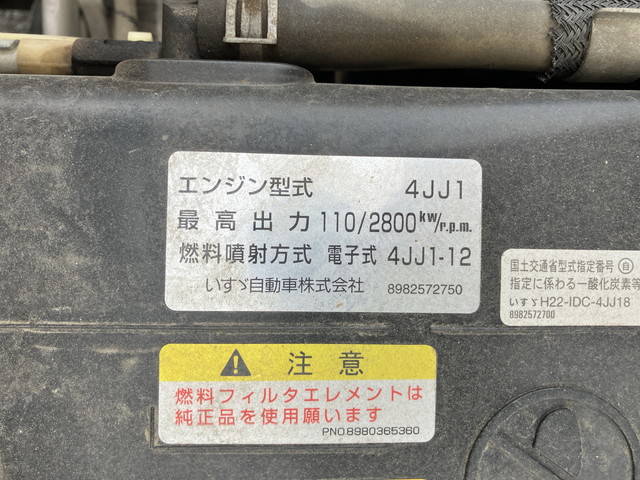 エンジン型式 4JJ1
最高出力 110/2800kW/r.p.m.
燃料噴射方式 電子式 4JJ1-12
いすゞ自動車株式会社 8982572750
国土交通省型式指定番号 自
指定に係わる一酸化炭素等
いすゞH22-IDC-4JJ18
8982572700
注意
燃料フィルタエレメントは
純正品を使用願います
PNO.8980365360